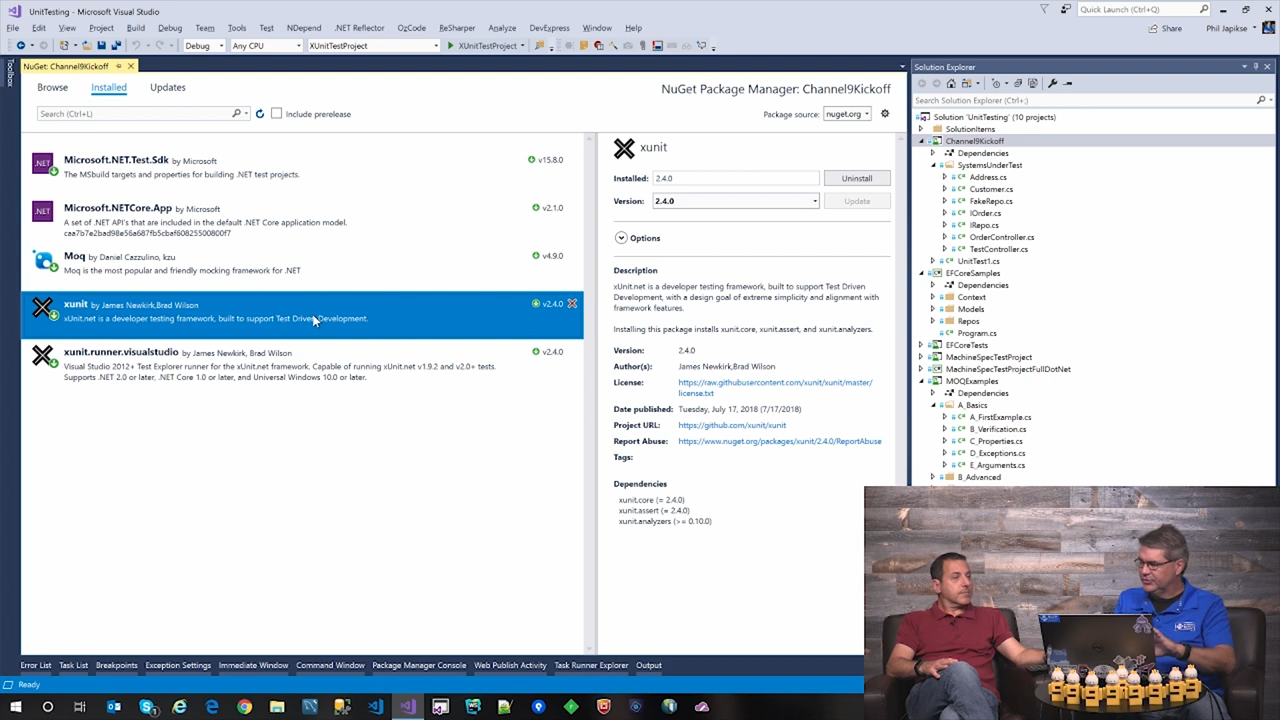 UnitTesting - Microsoft Visual Studio
Quick Launch (Ctrl+Q)
File Edit View Project Build Debug Team Tools Test NDepend .NET Reflector OzCode ReSharper Analyze DevExpress Window Help
Share Phil Japikse
Debug Any CPU XUnitTestProject XUnitTestProject
Toolbox
NuGet: Channel9Kickoff
Browse Installed Updates
NuGet Package Manager: Channel9Kickoff
Search (Ctrl+L)
Include prerelease
Package source: nuget.org
.NET
Microsoft.NET.Test.Sdk by Microsoft
v15.8.0
The MSbuild targets and properties for building .NET test projects.
.NET
Microsoft.NETCore.App by Microsoft
v2.1.0
A set of .NET API's that are included in the default .NET Core application model.
caa7b7e2bad98e56a687fb5cbaf60825500800f7
Moq by Daniel Cazzulino, kzu
v4.9.0
Moq is the most popular and friendly mocking framework for .NET
xunit by James Newkirk,Brad Wilson
v2.4.0
xUnit.net is a developer testing framework, built to support Test Driven Development.
xunit.runner.visualstudio by James Newkirk, Brad Wilson
v2.4.0
Visual Studio 2012+ Test Explorer runner for the xUnit.net framework. Capable of running xUnit.net v1.9.2 and v2.0+ tests.
Supports .NET 2.0 or later, .NET Core 1.0 or later, and Universal Windows 10.0 or later.
xunit
Installed: 2.4.0 Uninstall
Version: 2.4.0 Update
Options
Description
xUnit.net is a developer testing framework, built to support Test Driven
Development, with a design goal of extreme simplicity and alignment with
framework features.
Installing this package installs xunit.core, xunit.assert, and xunit.analyzers.
Version: 2.4.0
Author(s): James Newkirk,Brad Wilson
License: https://raw.githubusercontent.com/xunit/xunit/master/
license.txt
Date published: Tuesday, July 17, 2018 (7/17/2018)
Project URL: https://github.com/xunit/xunit
Report Abuse: https://www.nuget.org/packages/xunit/2.4.0/ReportAbuse
Tags:
Dependencies
xunit.core (= 2.4.0)
xunit.assert (= 2.4.0)
xunit.analyzers (>= 0.10.0)
Solution Explorer
Search Solution Explorer (Ctrl+;)
Solution 'UnitTesting' (10 projects)
SolutionItems
Channel9Kickoff
Dependencies
SystemsUnderTest
Address.cs
Customer.cs
FakeRepo.cs
IOrder.cs
IRepo.cs
OrderController.cs
TestController.cs
UnitTest1.cs
EFCoreSamples
Dependencies
Context
Models
Repos
Program.cs
EFCoreTests
MachineSpecTestProject
MachineSpecTestProjectFullDotNet
MOQExamples
Dependencies
A_Basics
A_FirstExample.cs
B_Verification.cs
C_Properties.cs
D_Exceptions.cs
E_Arguments.cs
B_Advanced
Error List Task List Breakpoints Exception Settings Immediate Window Command Window Package Manager Console Web Publish Activity Task Runner Explorer Output
Ready